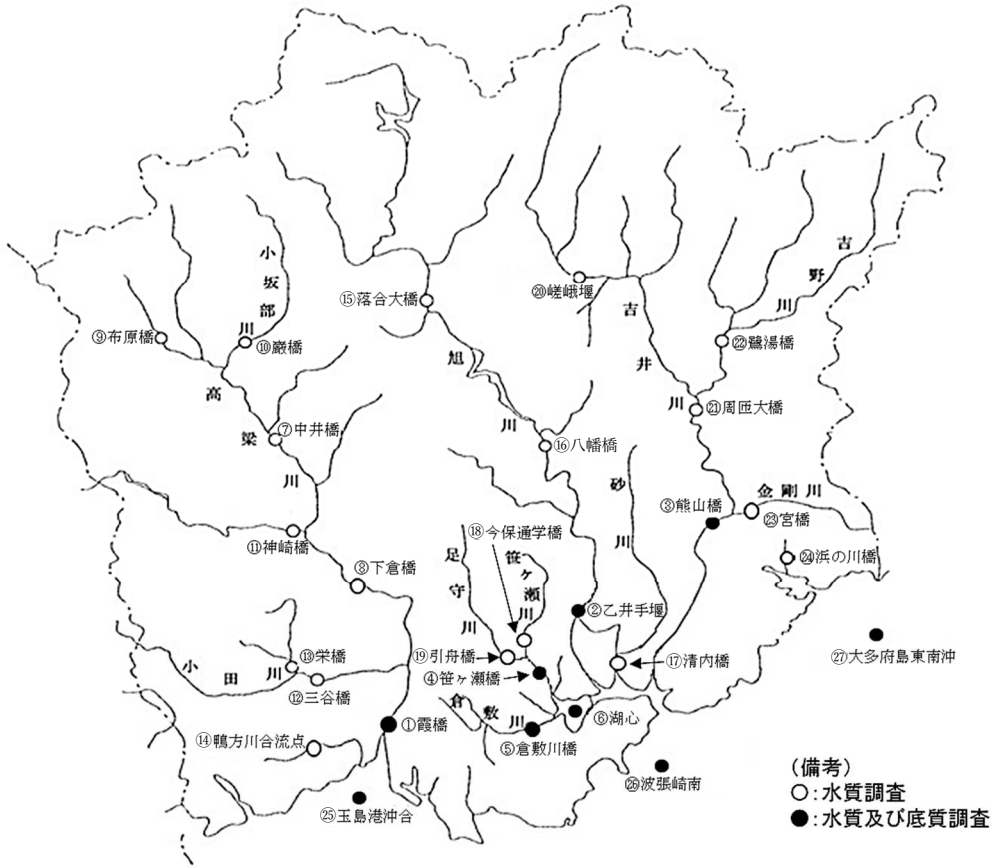 小坂部川
吉野川
⑮落合大橋
⑳嵯峨堰
吉井川
⑨布原橋
⑩巖橋
㉒鷺湯橋
旭川
高梁川
㉑周匝大橋
⑦中井橋
⑯八幡橋
砂川
金剛川
③熊山橋
㉓宮橋
⑱今保通学橋
⑪神崎橋
足守川
笹ヶ瀬川
㉔浜の川橋
⑧下倉橋
②乙井手堰
㉗大多府島東南沖
⑬栄橋
⑲引舟橋
⑰清内橋
小田川
④笹ヶ瀬橋
⑫三谷橋
倉敷川
⑥湖心
①霞橋
⑭鴨方川合流点
⑤倉敷川橋
㉖波張崎南
㉕玉島港沖合
(備考)
○:水質調査
●:水質及び底質調査